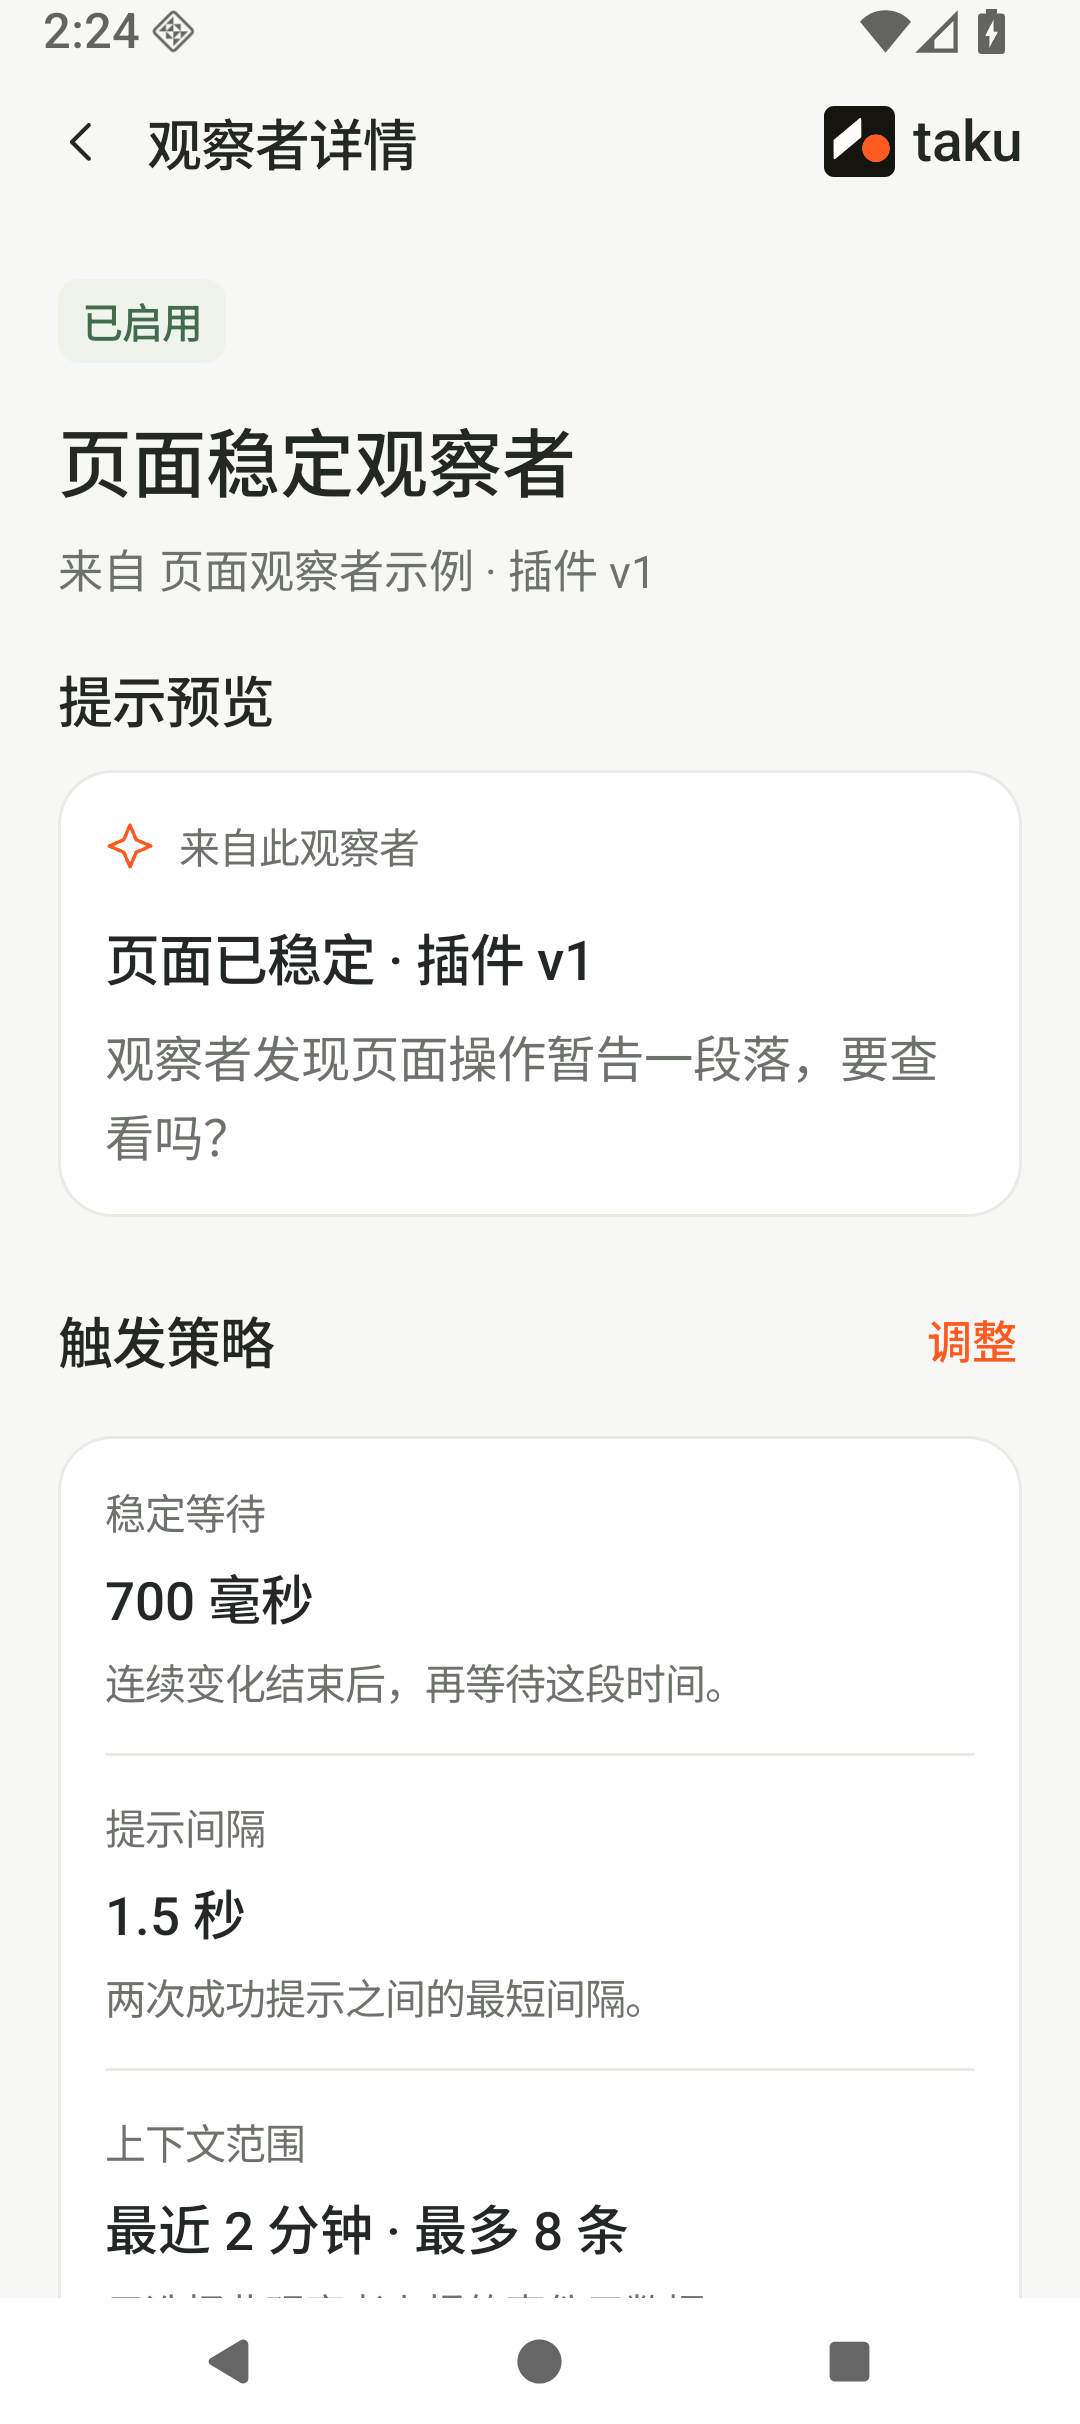 2:24
观察者详情
taku
已启用
页面稳定观察者
来自 页面观察者示例 · 插件 v1
提示预览
来自此观察者
页面已稳定 · 插件 v1
观察者发现页面操作暂告一段落，要查
看吗？
触发策略
调整
稳定等待
700 毫秒
连续变化结束后，再等待这段时间。
提示间隔
1.5 秒
两次成功提示之间的最短间隔。
上下文范围
最近 2 分钟 · 最多 8 条